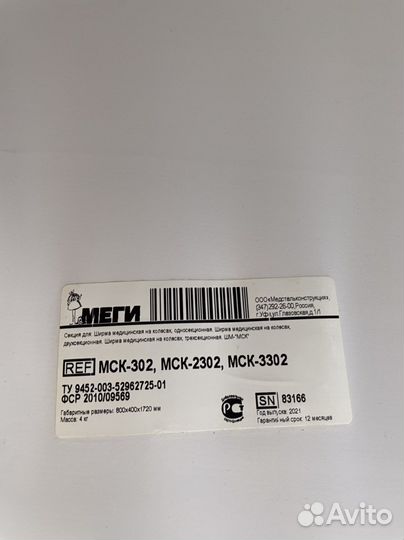 МЕГИ
ООО«Медстальконструкция»,
(347)292-26-00,Россия,
г.Уфа,ул.Глазовская,д.1/1
Секция для: Ширма медицинская на колесах, односекционная. Ширма медицинская на колесах,
двухсекционная. Ширма медицинская на колесах, трехсекционная. ШМ-"МСК"
REF МСК-302, МСК-2302, МСК-3302
ТУ 9452-003-52962725-01
ФСР 2010/09569
Габаритные размеры: 800х400х1720 мм
Масса: 4 кг
SN 83166
Год выпуска: 2021
Гарантийный срок: 12 месяцев
Avito